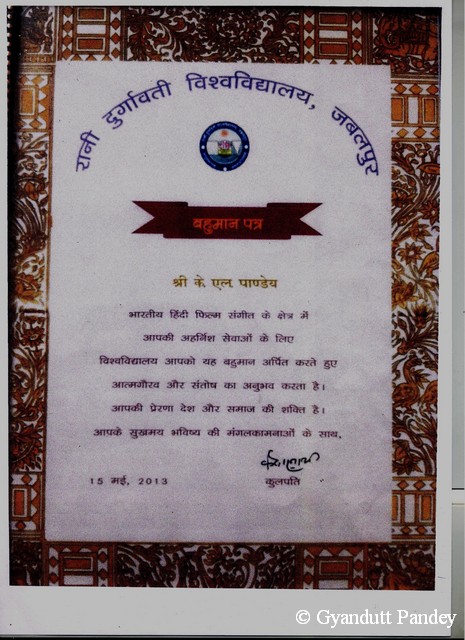 रानी दुर्गावती विश्वविद्यालय, जबलपुर
बहुमान पत्र
श्री के एल पाण्डेय
भारतीय हिंदी फिल्म संगीत के क्षेत्र में
आपकी अहर्निश सेवाओं के लिए
विश्वविद्यालय आपको यह बहुमान अर्पित करते हुए
आत्मगौरव और संतोष का अनुभव करता है।
आपकी प्रेरणा देश और समाज की शक्ति है।
आपके सुखमय भविष्य की मंगलकामनाओं के साथ,
15 मई, 2013
कुलपति
© Gyandutt Pandey